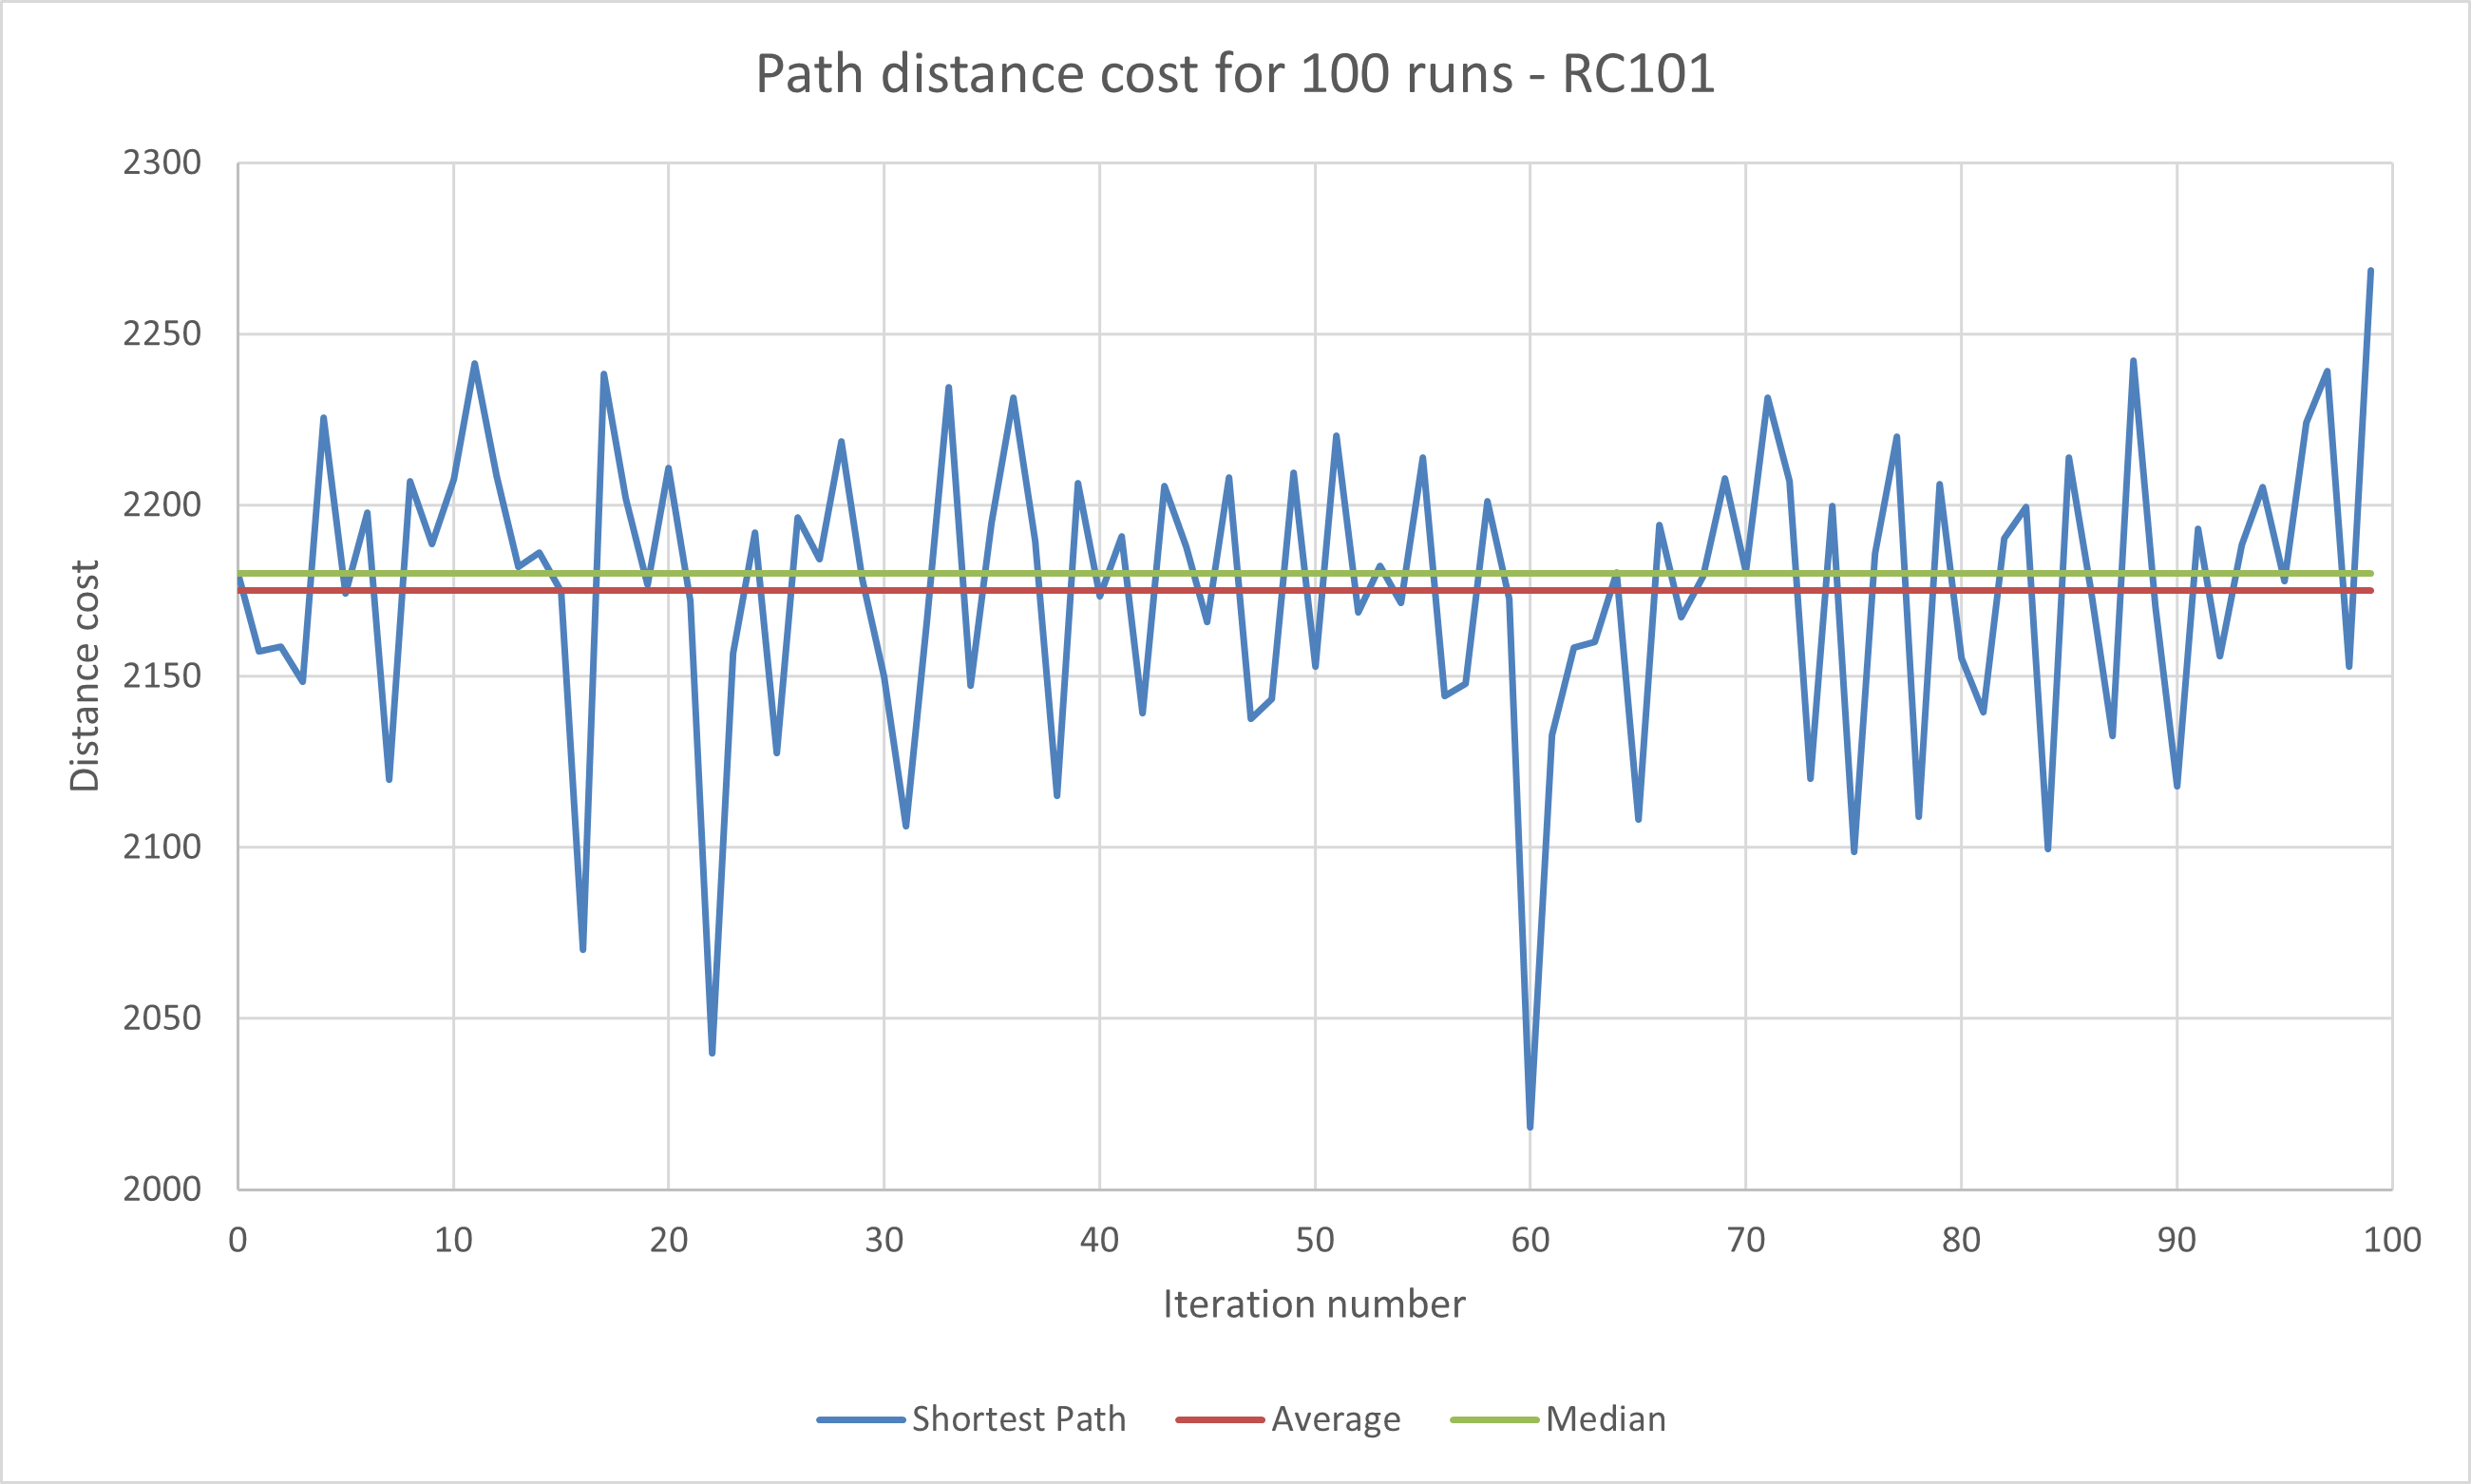 Path distance cost for 100 runs - RC101
2300
2250
2200
2150
2100
2050
2000
Distance cost
0 10 20 30 40 50 60 70 80 90 100
Iteration number
Shortest Path Average Median